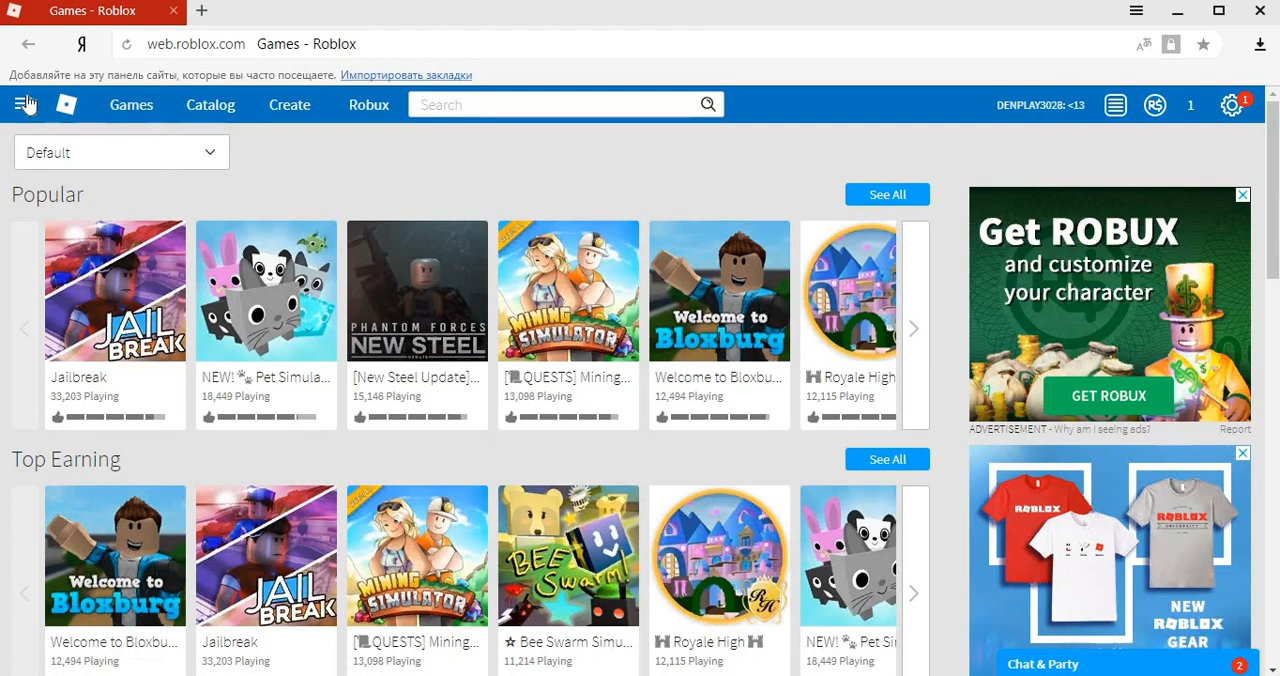 Games - Roblox
Я web.roblox.com Games - Roblox
Добавляйте на эту панель сайты, которые вы часто посещаете. Импортировать закладки
Games Catalog Create Robux Search DENPLAY3028: <13 R$ 1 1
Default
Popular See All
JAIL BREAK
PHANTOM FORCES
NEW STEEL
UPDATE
MINING SIMULATOR
Welcome to Bloxburg
Jailbreak
33,203 Playing
NEW! 🐾 Pet Simula...
18,449 Playing
[New Steel Update]...
15,146 Playing
[📜QUESTS] Mining...
13,098 Playing
Welcome to Bloxbu...
12,494 Playing
🏰 Royale High
12,115 Playing
Get ROBUX
and customize
your character
GET ROBUX
ADVERTISEMENT - Why am I seeing ads? Report
Top Earning See All
Welcome to
Bloxburg
JAIL BREAK
MINING SIMULATOR
BEE
Swarm!
RH
Welcome to Bloxbu...
12,494 Playing
Jailbreak
33,203 Playing
[📜QUESTS] Mining...
13,098 Playing
☆ Bee Swarm Simu...
11,214 Playing
🏰 Royale High 🏰
12,115 Playing
NEW! 🐾 Pet Si
18,449 Playing
ROBLOX
ROBLOX
UNIVERSITY
NEW
ROBLOX
GEAR
Chat & Party 2